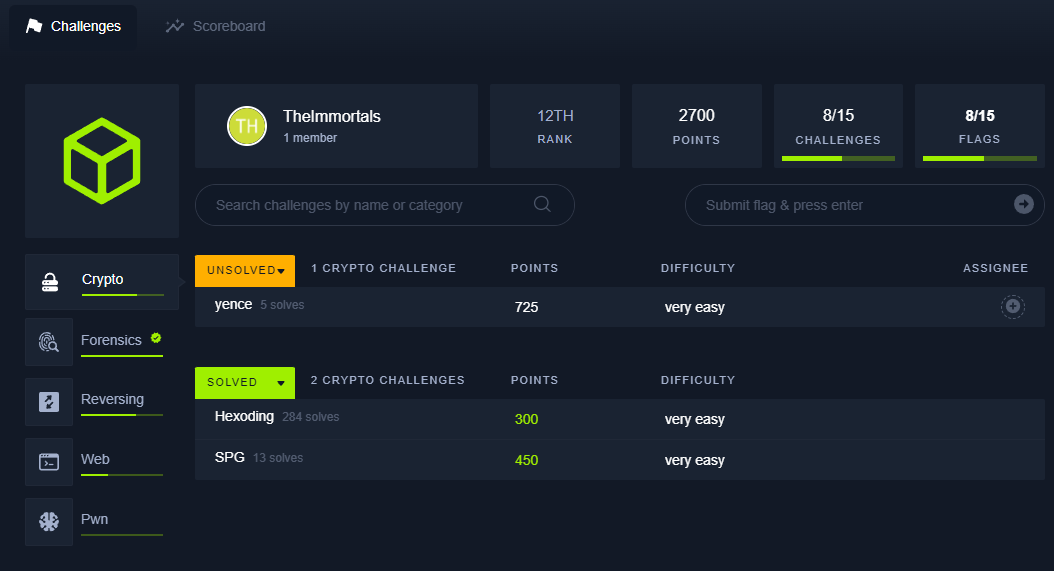 Challenges Scoreboard
TH TheImmortals
1 member
12TH
RANK
2700
POINTS
8/15
CHALLENGES
8/15
FLAGS
Search challenges by name or category
Submit flag & press enter
Crypto
Forensics
Reversing
Web
Pwn
UNSOLVED 1 CRYPTO CHALLENGE POINTS DIFFICULTY ASSIGNEE
yence 5 solves 725 very easy
SOLVED 2 CRYPTO CHALLENGES POINTS DIFFICULTY
Hexoding 284 solves 300 very easy
SPG 13 solves 450 very easy